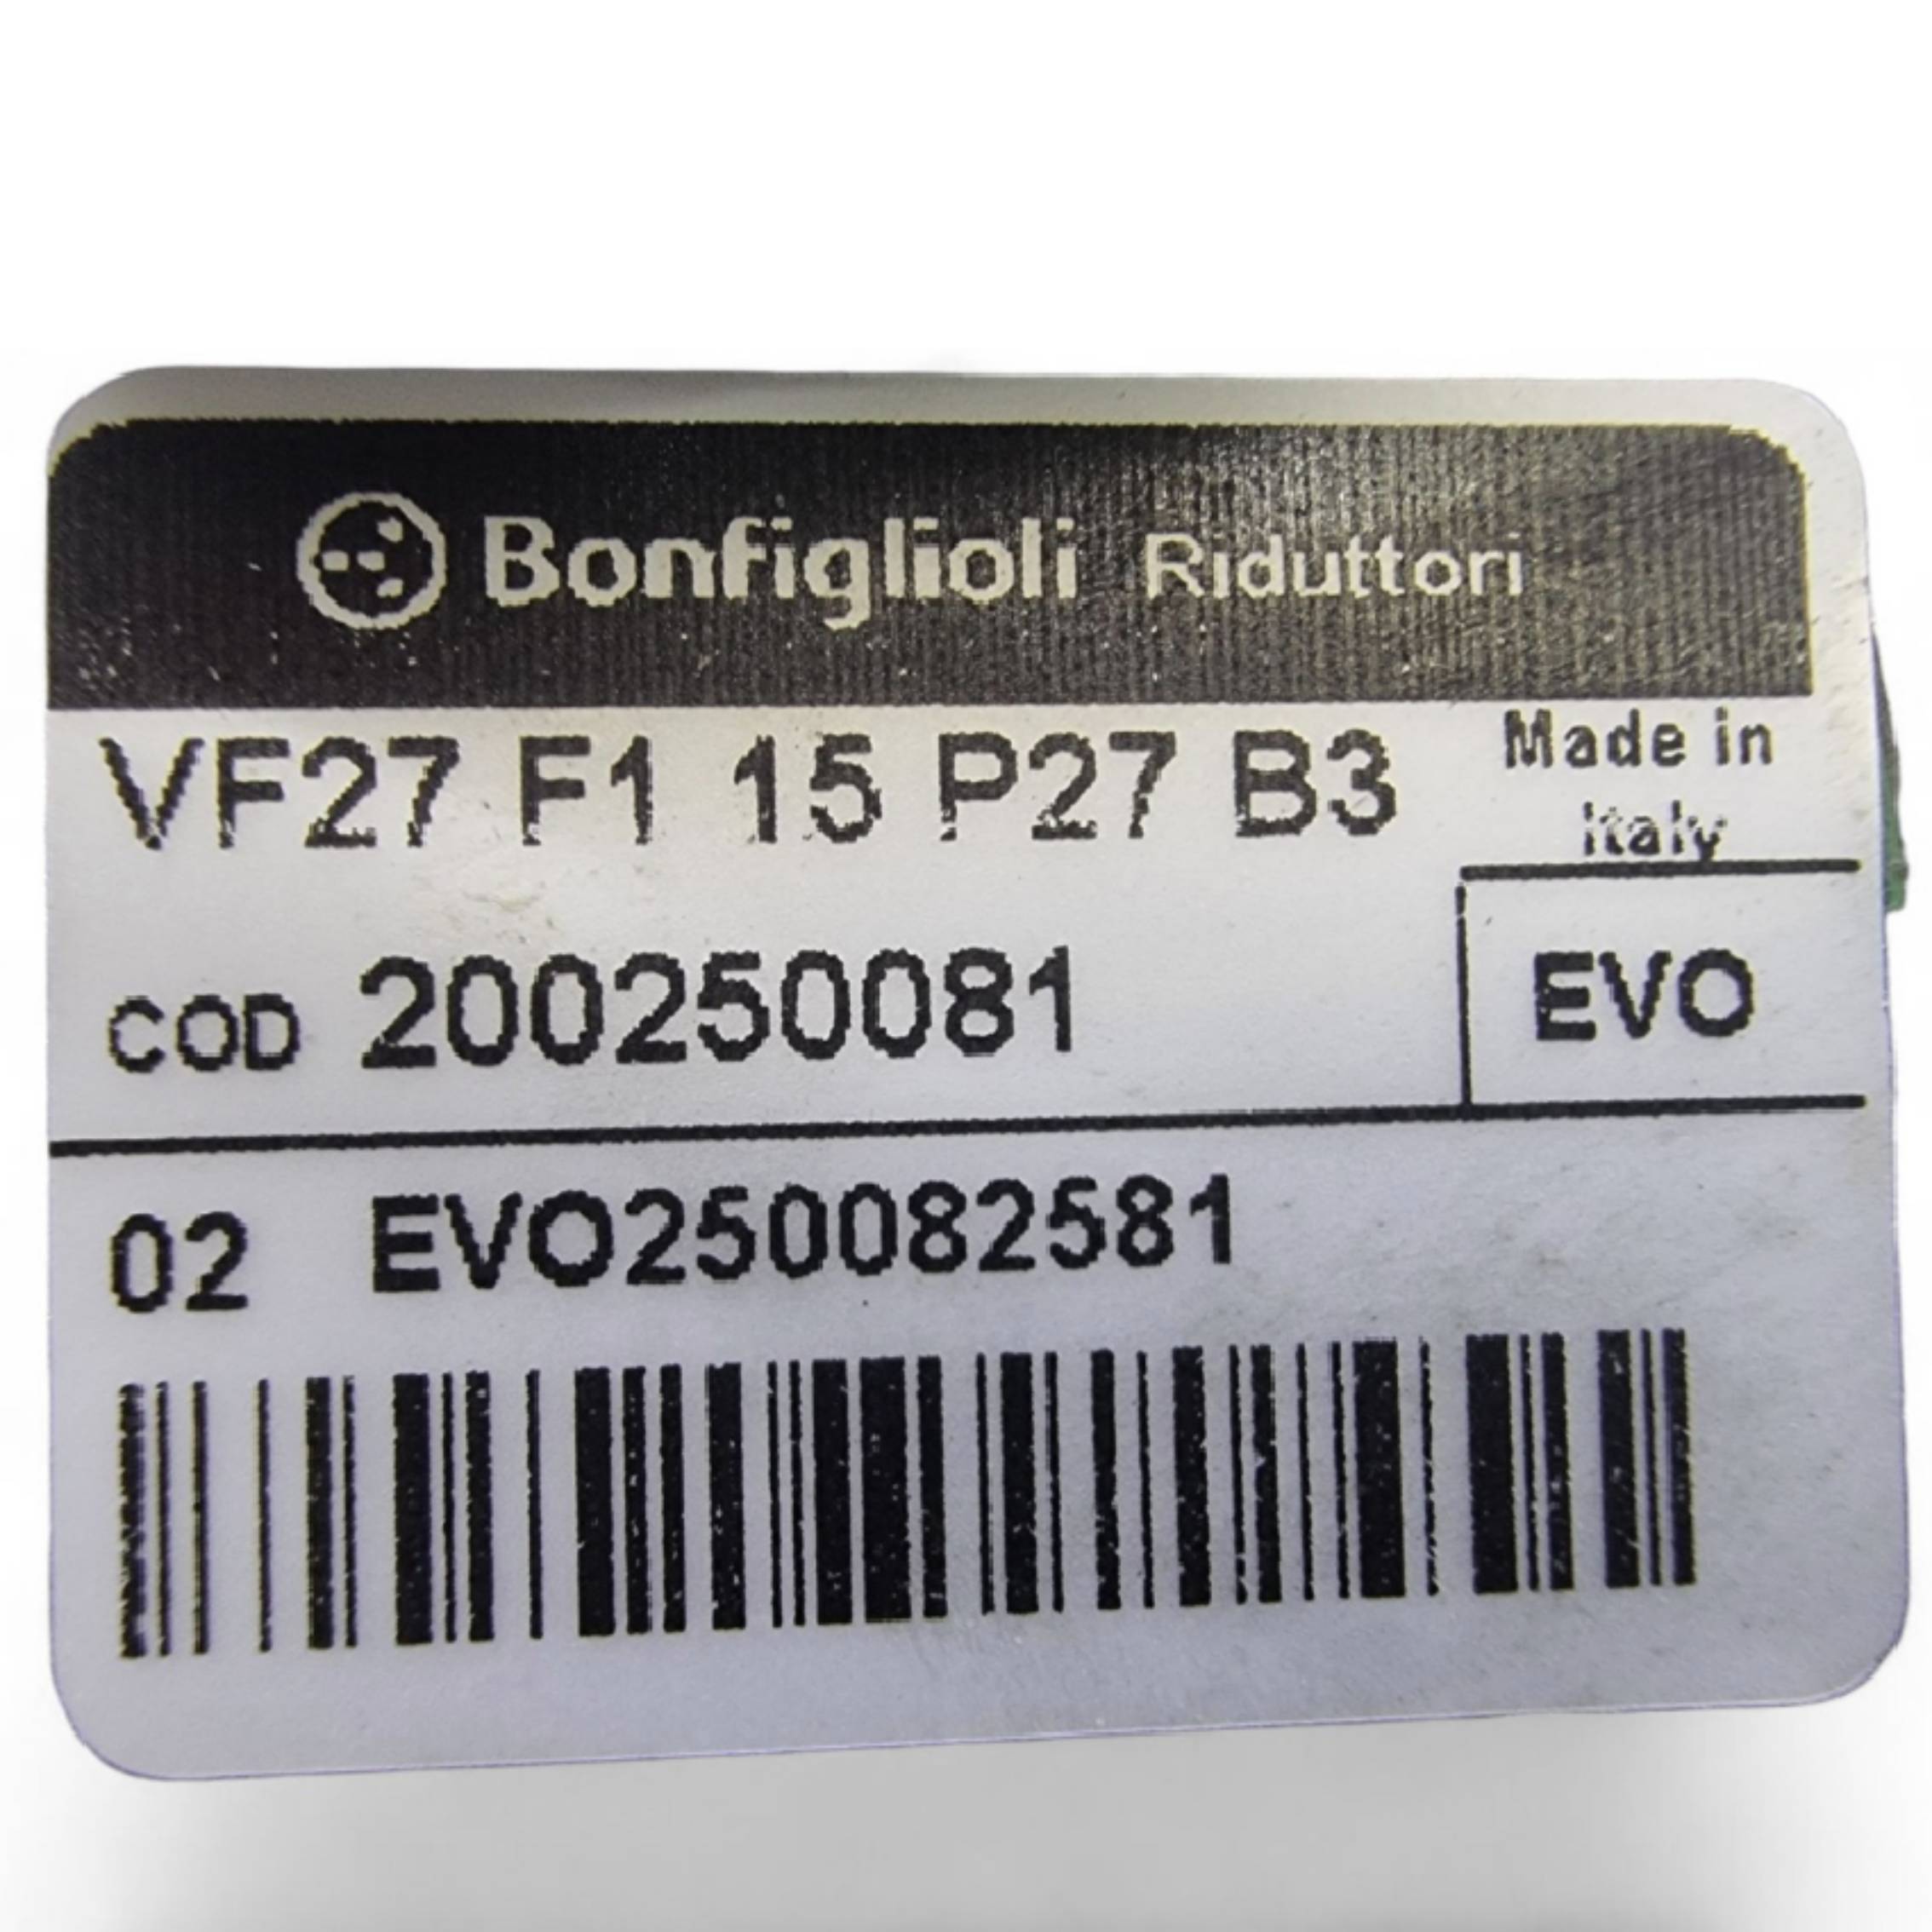 Bonfiglioli Riduttori
VF27 F1 15 P27 B3
Made in
Italy
COD 200250081
EVO
02 EVO250082581